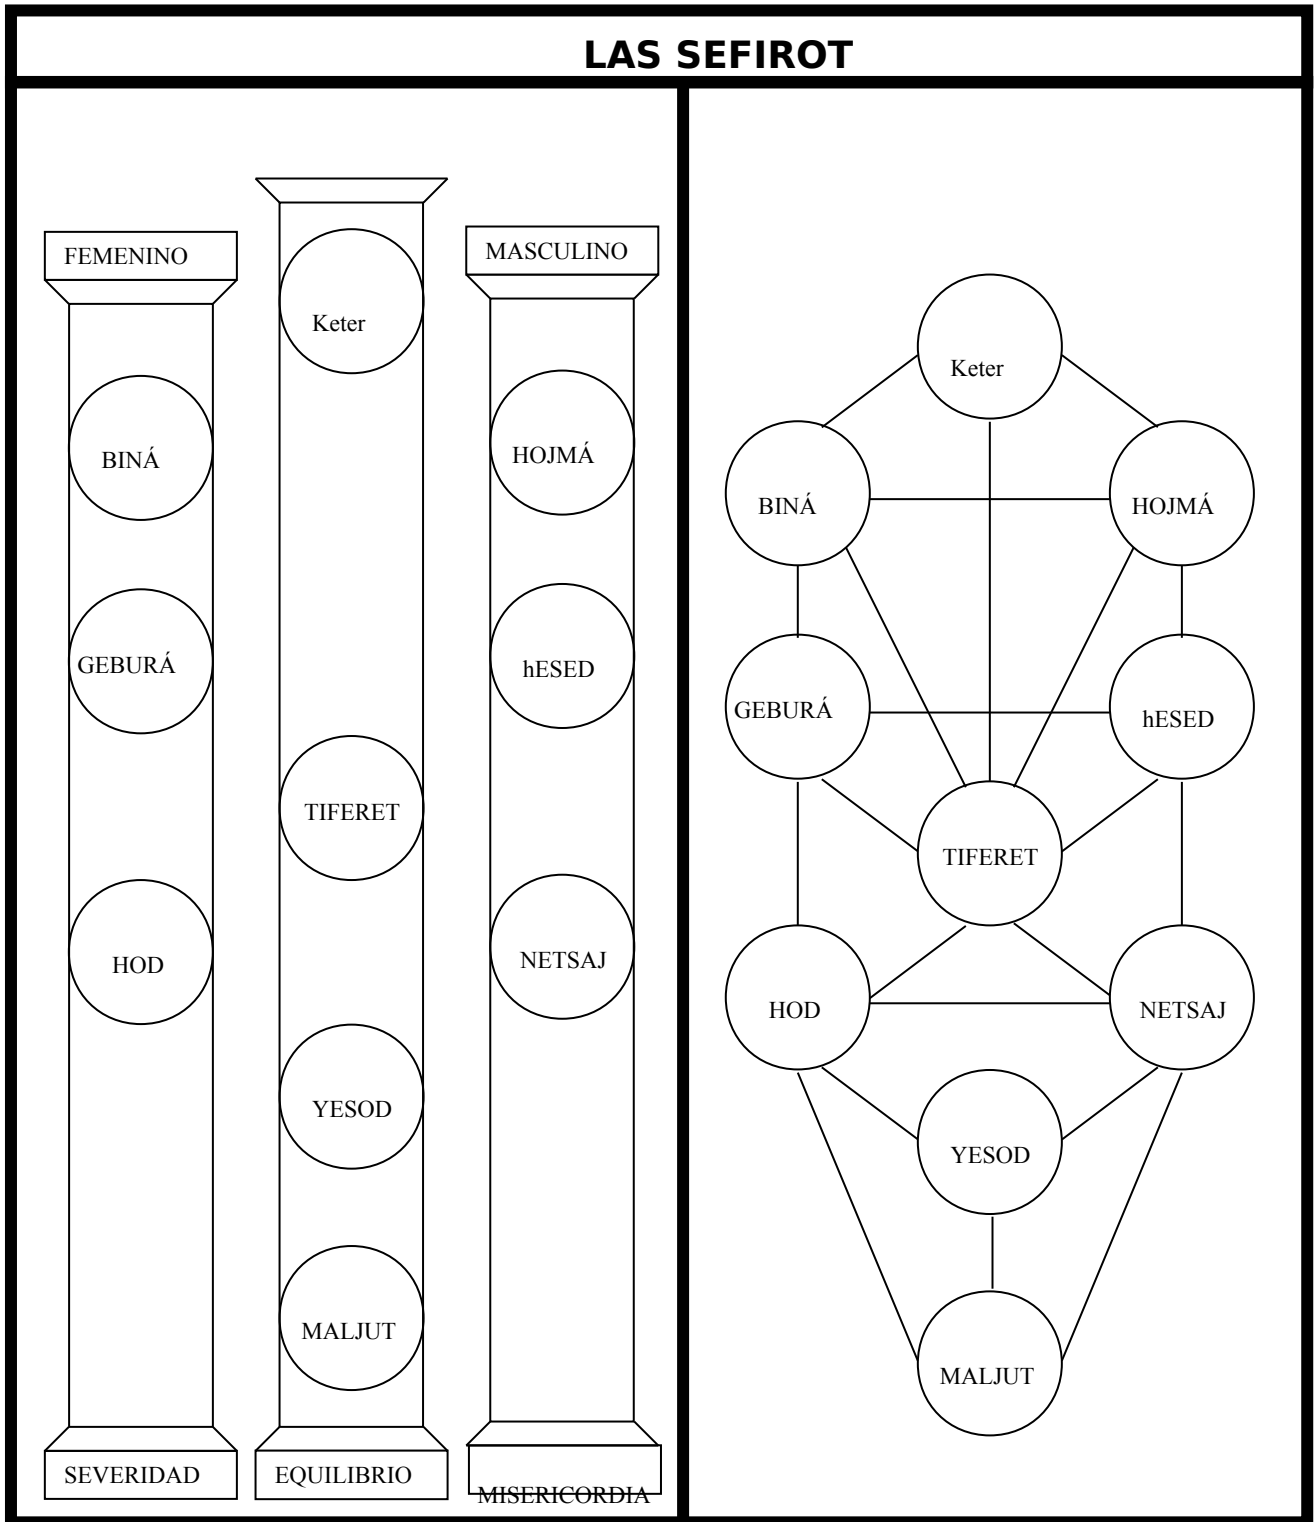 LAS SEFIROT
FEMENINO
MASCULINO
Keter
BINÁ
HOJMÁ
GEBURÁ
hESED
TIFERET
HOD
NETSAJ
YESOD
MALJUT
SEVERIDAD
EQUILIBRIO
MISERICORDIA
Keter
BINÁ
HOJMÁ
GEBURÁ
hESED
TIFERET
HOD
NETSAJ
YESOD
MALJUT